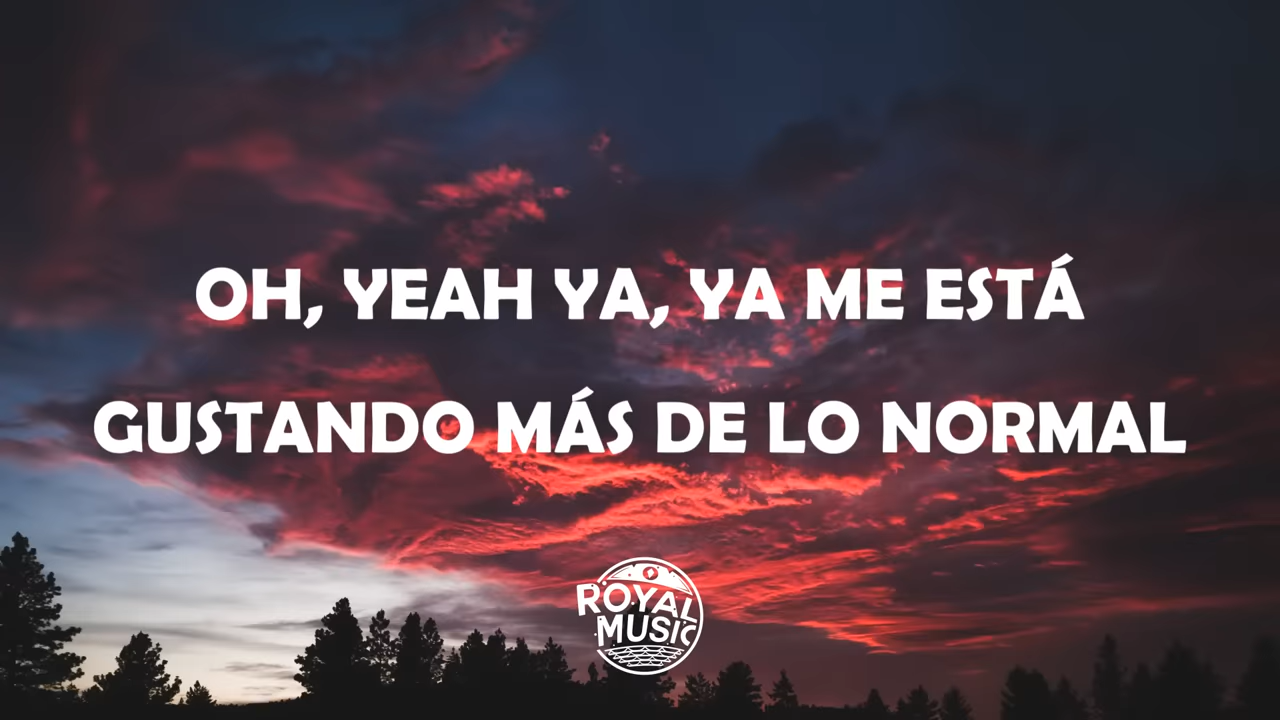 OH, YEAH YA, YA ME ESTÁ
GUSTANDO MÁS DE LO NORMAL
ROYAL
MUSIC